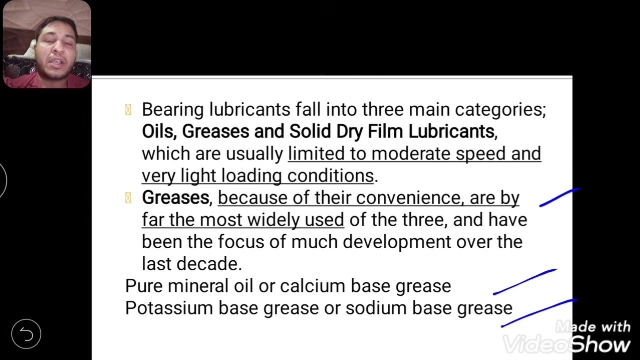 Bearing lubricants fall into three main categories;
Oils, Greases and Solid Dry Film Lubricants,
which are usually limited to moderate speed and
very light loading conditions.
Greases, because of their convenience, are by
far the most widely used of the three, and have
been the focus of much development over the
last decade.
Pure mineral oil or calcium base grease
Potassium base grease or sodium base grease
Made with
VideoShow